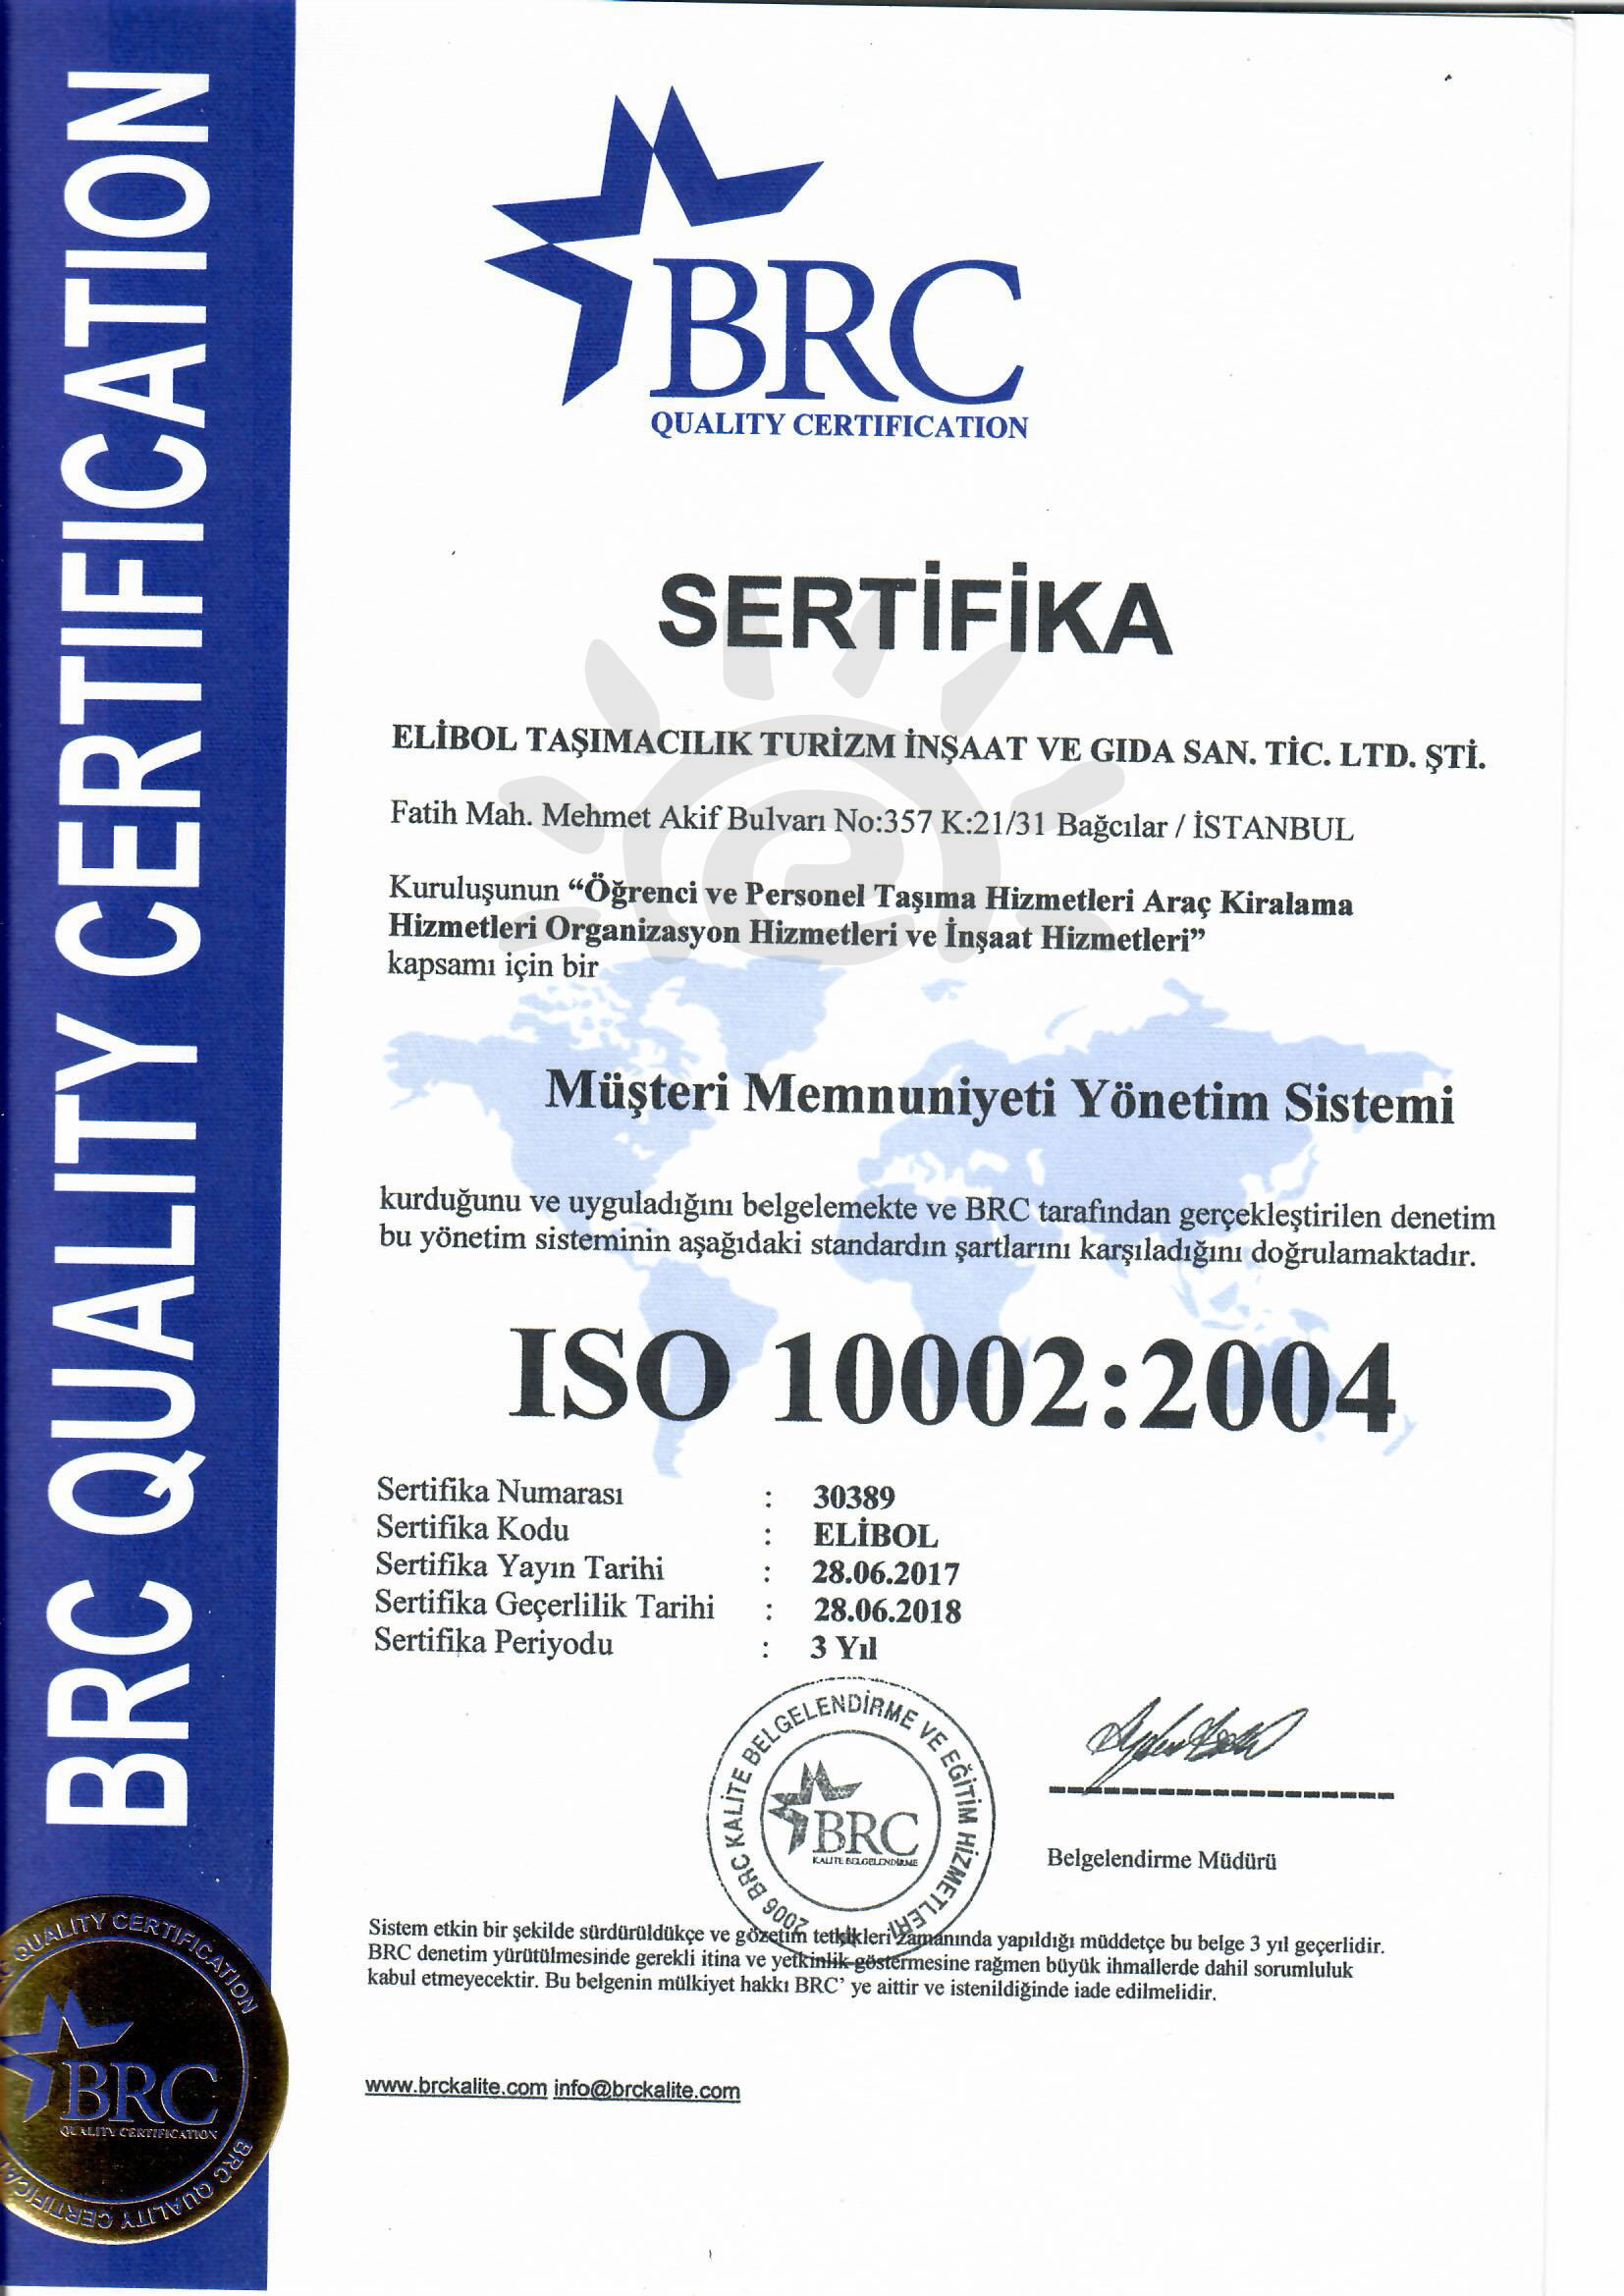 BRC QUALITY CERTIFICATION
BRC
QUALITY CERTIFICATION
SERTİFİKA
ELİBOL TAŞIMACILIK TURİZM İNŞAAT VE GIDA SAN. TİC. LTD. ŞTİ.
Fatih Mah. Mehmet Akif Bulvarı No:357 K:21/31 Bağcılar / İSTANBUL
Kuruluşunun “Öğrenci ve Personel Taşıma Hizmetleri Araç Kiralama
Hizmetleri Organizasyon Hizmetleri ve İnşaat Hizmetleri”
kapsamı için bir
Müşteri Memnuniyeti Yönetim Sistemi
kurduğunu ve uyguladığını belgelemekte ve BRC tarafından gerçekleştirilen denetim
bu yönetim sisteminin aşağıdaki standardın şartlarını karşıladığını doğrulamaktadır.
ISO 10002:2004
Sertifika Numarası : 30389
Sertifika Kodu : ELİBOL
Sertifika Yayın Tarihi : 28.06.2017
Sertifika Geçerlilik Tarihi : 28.06.2018
Sertifika Periyodu : 3 Yıl
2006 BRC KALİTE BELGELENDİRME VE EĞİTİM HİZMETLERİ
BRC
KALİTE BELGELENDİRME
Belgelendirme Müdürü
Sistem etkin bir şekilde sürdürüldükçe ve gözetim tetkikleri zamanında yapıldığı müddetçe bu belge 3 yıl geçerlidir.
BRC denetim yürütülmesinde gerekli itina ve yetkinlik göstermesine rağmen büyük ihmallerde dahil sorumluluk
kabul etmeyecektir. Bu belgenin mülkiyet hakkı BRC’ ye aittir ve istenildiğinde iade edilmelidir.
www.brckalite.com info@brckalite.com
QUALITY CERTIFICATION
BRC
QUALITY CERTIFICATION
BRC QUALITY CERTIFICA